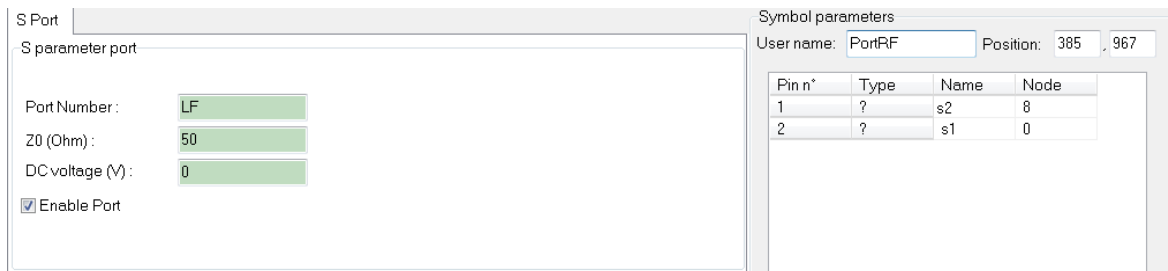 S Port
S parameter port
Port Number : LF
Z0 (Ohm) : 50
DC voltage (V) : 0
Enable Port
Symbol parameters
User name: PortRF Position: 385 , 967
Pin n° Type Name Node
1 ? s2 8
2 ? s1 0